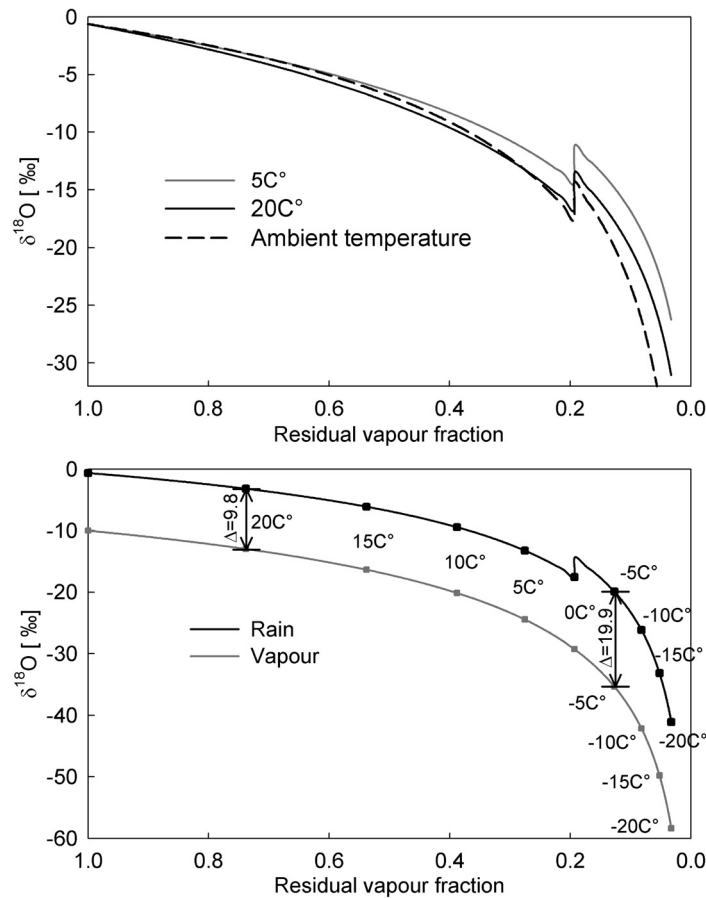 0
-5
-10
-15
-20
-25
-30
δ18O [ ‰]
5C°
20C°
Ambient temperature
1.0 0.8 0.6 0.4 0.2 0.0
Residual vapour fraction
0
-10
-20
-30
-40
-50
-60
δ18O [ ‰]
Δ=9.8
20C°
15C°
10C°
5C°
0C°
-5C°
-10C°
-15C°
-20C°
Δ=19.9
-5C°
-10C°
-15C°
-20C°
Rain
Vapour
1.0 0.8 0.6 0.4 0.2 0.0
Residual vapour fraction